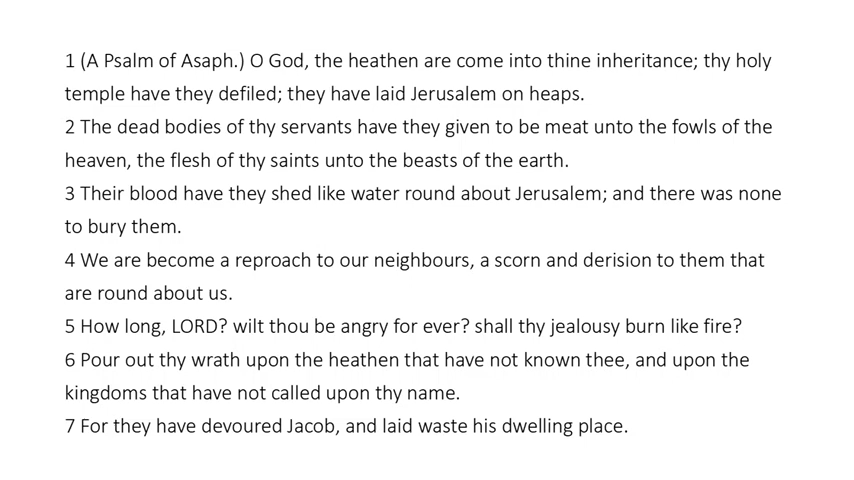 1 (A Psalm of Asaph.) O God, the heathen are come into thine inheritance; thy holy
temple have they defiled; they have laid Jerusalem on heaps.
2 The dead bodies of thy servants have they given to be meat unto the fowls of the
heaven, the flesh of thy saints unto the beasts of the earth.
3 Their blood have they shed like water round about Jerusalem; and there was none
to bury them.
4 We are become a reproach to our neighbours, a scorn and derision to them that
are round about us.
5 How long, LORD? wilt thou be angry for ever? shall thy jealousy burn like fire?
6 Pour out thy wrath upon the heathen that have not known thee, and upon the
kingdoms that have not called upon thy name.
7 For they have devoured Jacob, and laid waste his dwelling place.